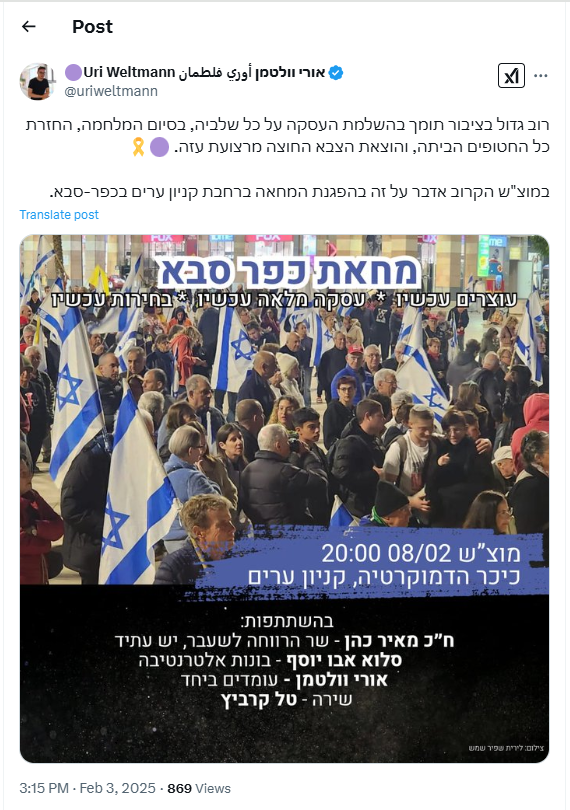 Post
Uri Weltmann أوري فلطمان אורי וולטמן
@uriweltmann
רוב גדול בציבור תומך בהשלמת העסקה על כל שלביה, בסיום המלחמה, החזרת
כל החטופים הביתה, והוצאת הצבא החוצה מרצועת עזה.
במוצ"ש הקרוב אדבר על זה בהפגנת המחאה ברחבת קניון ערים בכפר-סבא.
Translate post
FOX
FOX
me
מחאת כפר סבא
עוצרים עכשיו * עסקה מלאה עכשיו * בחירות עכשיו
מוצ"ש 08/02 20:00
כיכר הדמוקרטיה, קניון ערים
בהשתתפות:
ח"כ מאיר כהן - שר הרווחה לשעבר, יש עתיד
סלוא אבו יוסף - בונות אלטרנטיבה
אורי וולטמן - עומדים ביחד
שירה - טל קרביץ
צילום: לירית שפיר שמש
3:15 PM · Feb 3, 2025 · 869 Views